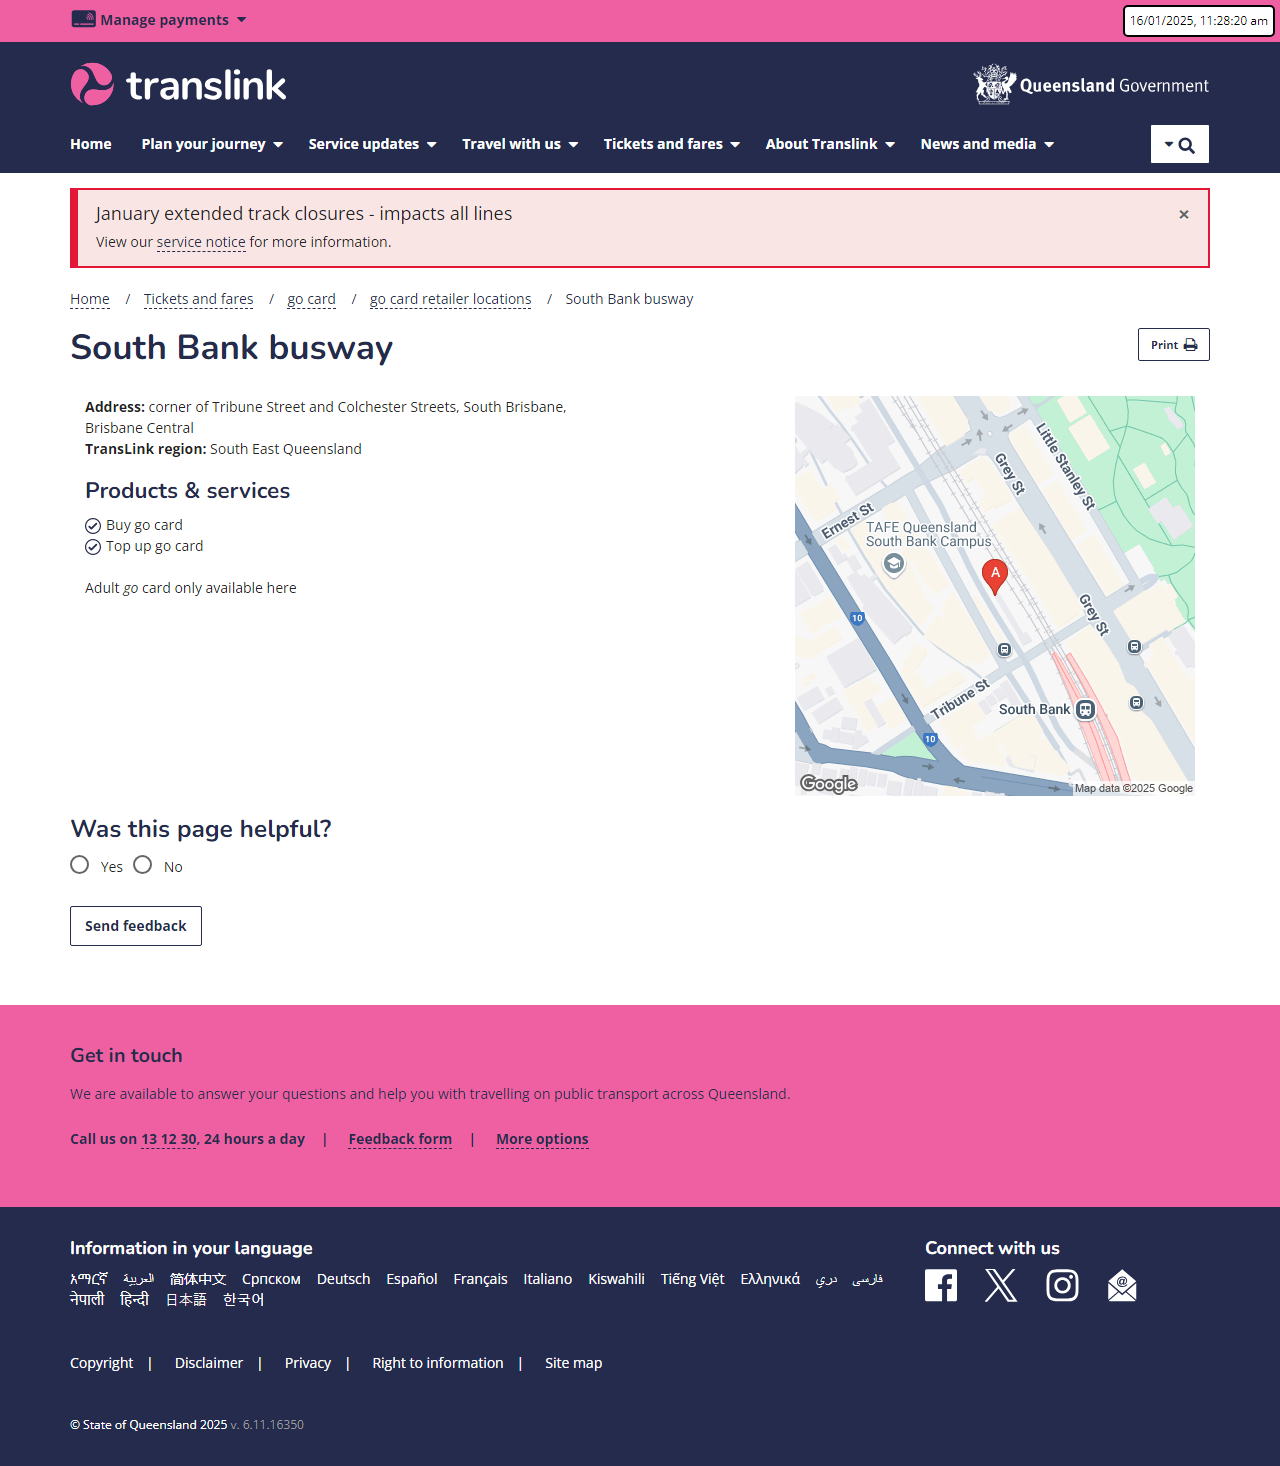 Manage payments
16/01/2025, 11:28:20 am
translink
Queensland Government
Home Plan your journey Service updates Travel with us Tickets and fares About Translink News and media
January extended track closures - impacts all lines ×
View our service notice for more information.
Home / Tickets and fares / go card / go card retailer locations / South Bank busway
South Bank busway
Print
Address: corner of Tribune Street and Colchester Streets, South Brisbane,
Brisbane Central
TransLink region: South East Queensland
Products & services
Buy go card
Top up go card
Adult go card only available here
Little Stanley St
Grey St
Ernest St
TAFE Queensland
South Bank Campus
A
10
Grey St
Tribune St
South Bank
10
Google
Map data ©2025 Google
Was this page helpful?
Yes No
Send feedback
Get in touch
We are available to answer your questions and help you with travelling on public transport across Queensland.
Call us on 13 12 30, 24 hours a day | Feedback form | More options
Information in your language
አማርኛ العربية 简体中文 Српском Deutsch Español Français Italiano Kiswahili Tiếng Việt Ελληνικά دري فارسی
नेपाली हिन्दी 日本語 한국어
Connect with us
Copyright | Disclaimer | Privacy | Right to information | Site map
© State of Queensland 2025 v. 6.11.16350